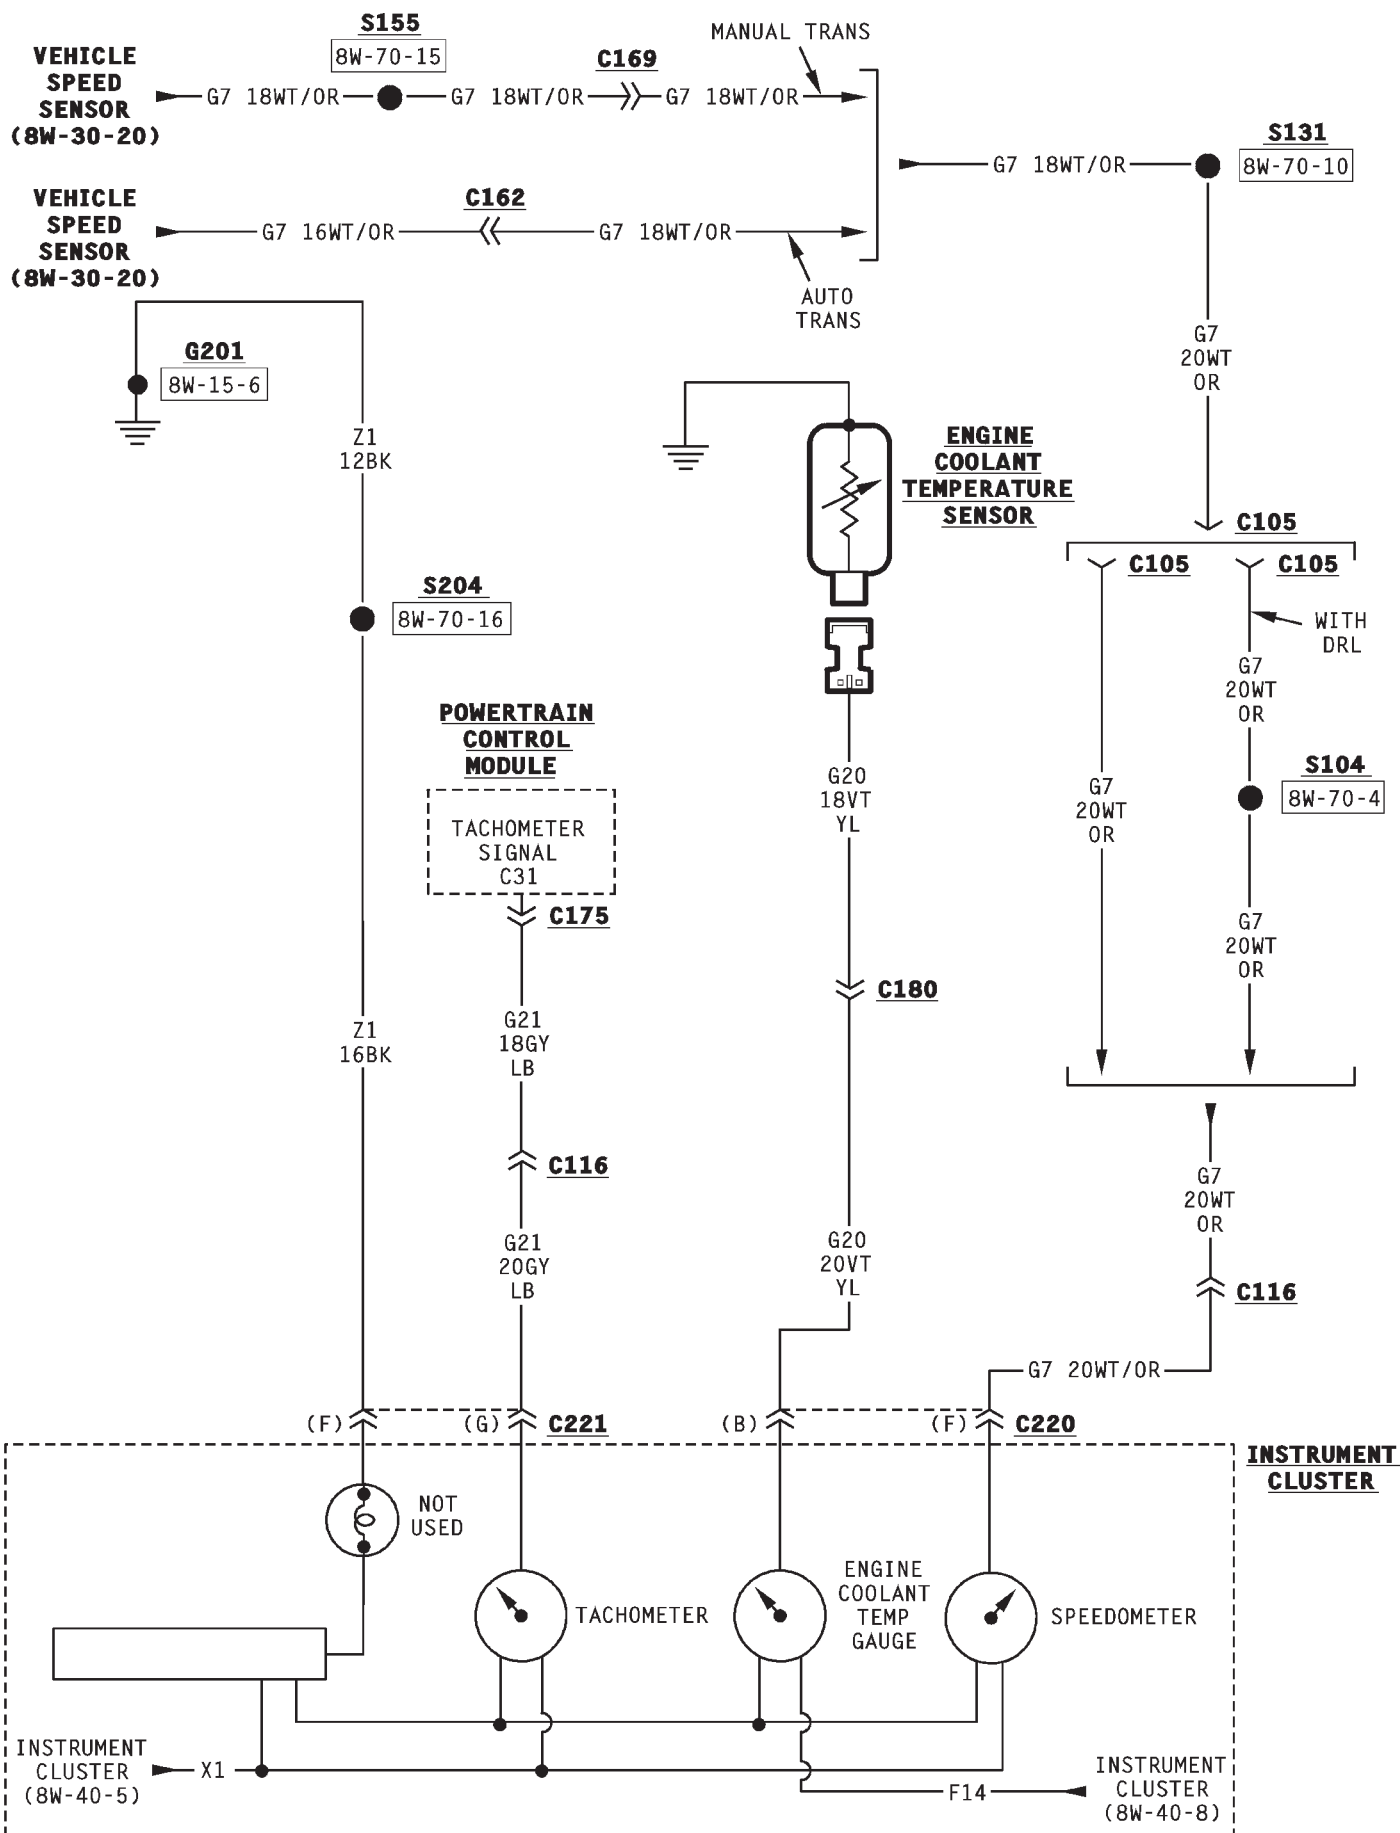 S155
8W-70-15
C169
MANUAL TRANS
VEHICLE
SPEED
SENSOR
(8W-30-20)
G7 18WT/OR
G7 18WT/OR
G7 18WT/OR
S131
8W-70-10
G7 18WT/OR
VEHICLE
SPEED
SENSOR
(8W-30-20)
C162
G7 16WT/OR
G7 18WT/OR
AUTO
TRANS
G201
8W-15-6
Z1
12BK
G7
20WT
OR
ENGINE
COOLANT
TEMPERATURE
SENSOR
C105
C105
C105
S204
8W-70-16
WITH
DRL
G7
20WT
OR
POWERTRAIN
CONTROL
MODULE
TACHOMETER
SIGNAL
C31
C175
G20
18VT
YL
G7
20WT
OR
S104
8W-70-4
G7
20WT
OR
C180
Z1
16BK
G21
18GY
LB
C116
G21
20GY
LB
G20
20VT
YL
G7
20WT
OR
C116
G7 20WT/OR
(F)
(G)
C221
(B)
(F)
C220
INSTRUMENT
CLUSTER
NOT
USED
TACHOMETER
ENGINE
COOLANT
TEMP
GAUGE
SPEEDOMETER
INSTRUMENT
CLUSTER
(8W-40-5)
X1
F14
INSTRUMENT
CLUSTER
(8W-40-8)